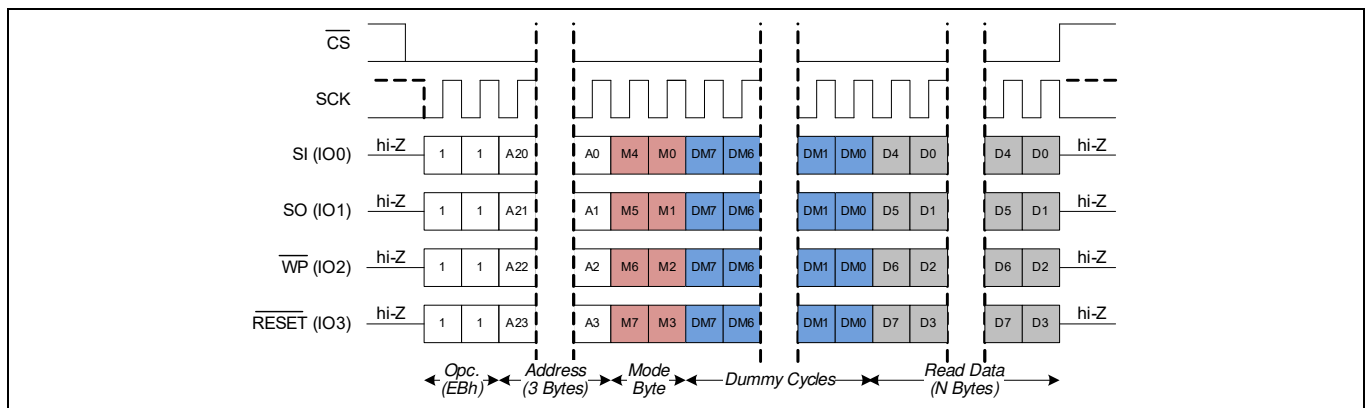 CS
SCK
SI (IO0) hi-Z 1 1 A20 A0 M4 M0 DM7 DM6 DM1 DM0 D4 D0 D4 D0 hi-Z
SO (IO1) hi-Z 1 1 A21 A1 M5 M1 DM7 DM6 DM1 DM0 D5 D1 D5 D1 hi-Z
WP (IO2) hi-Z 1 1 A22 A2 M6 M2 DM7 DM6 DM1 DM0 D6 D2 D6 D2 hi-Z
RESET (IO3) hi-Z 1 1 A23 A3 M7 M3 DM7 DM6 DM1 DM0 D7 D3 D7 D3 hi-Z
Opc. Address Mode Dummy Cycles Read Data
(EBh) (3 Bytes) Byte (N Bytes)